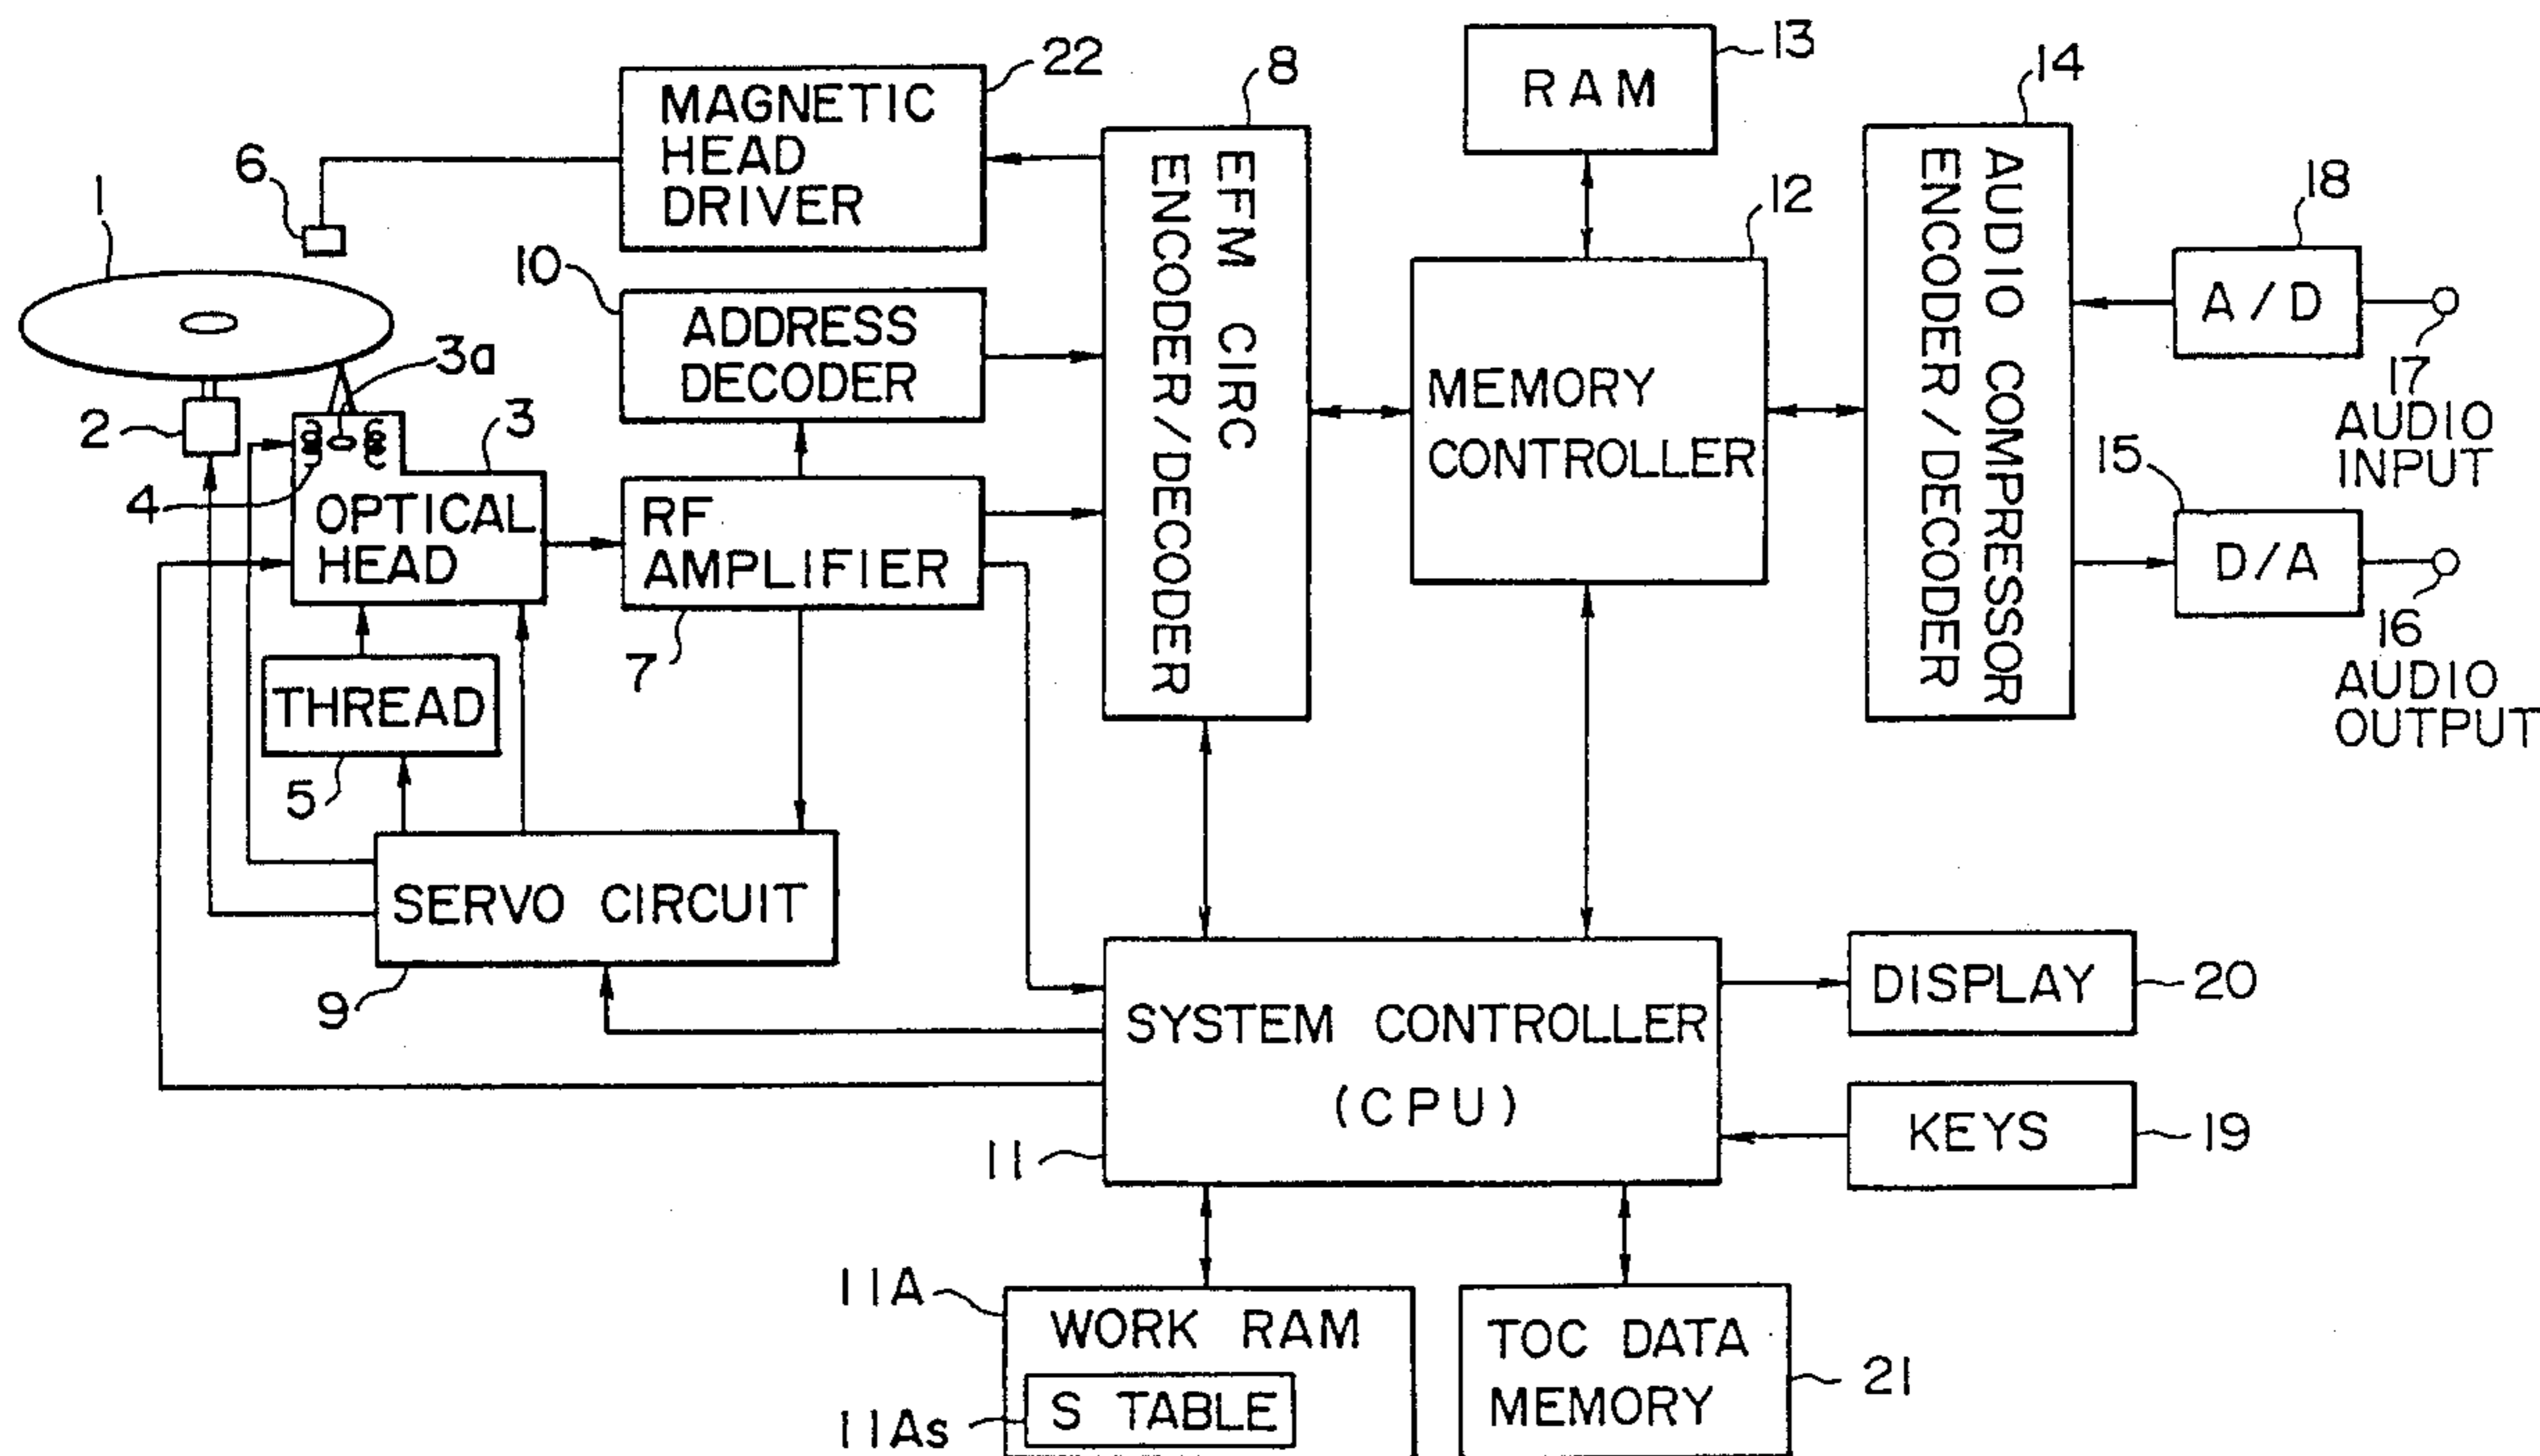 1
6
MAGNETIC
HEAD
DRIVER
22
8
EFM CIRC
ENCODER/DECODER
RAM
13
14
AUDIO COMPRESSOR
ENCODER/DECODER
12
MEMORY
CONTROLLER
18
A/D
17
AUDIO
INPUT
10
ADDRESS
DECODER
3a
2
3
4
OPTICAL
HEAD
RF
AMPLIFIER
7
15
D/A
16
AUDIO
OUTPUT
THREAD
5
SERVO CIRCUIT
9
SYSTEM CONTROLLER
(CPU)
11
DISPLAY
20
KEYS
19
11A
WORK RAM
S TABLE
11As
TOC DATA
MEMORY
21